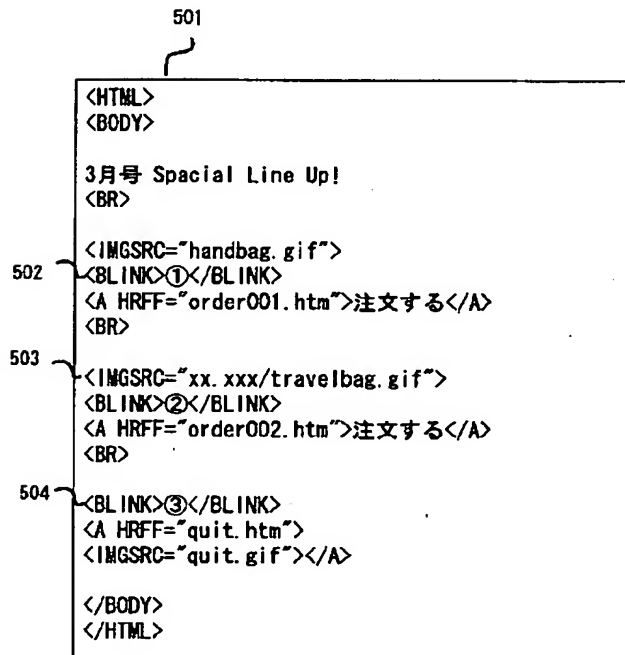 501
<HTML>
<BODY>
3月号 Spacial Line Up!
<BR>
<IMGSRC="handbag.gif">
502 <BLINK>①</BLINK>
<A HRFF="order001.htm">注文する</A>
<BR>
503 <IMGSRC="xx.xxx/travelbag.gif">
<BLINK>②</BLINK>
<A HRFF="order002.htm">注文する</A>
<BR>
504 <BLINK>③</BLINK>
<A HRFF="quit.htm">
<IMGSRC="quit.gif"></A>
</BODY>
</HTML>